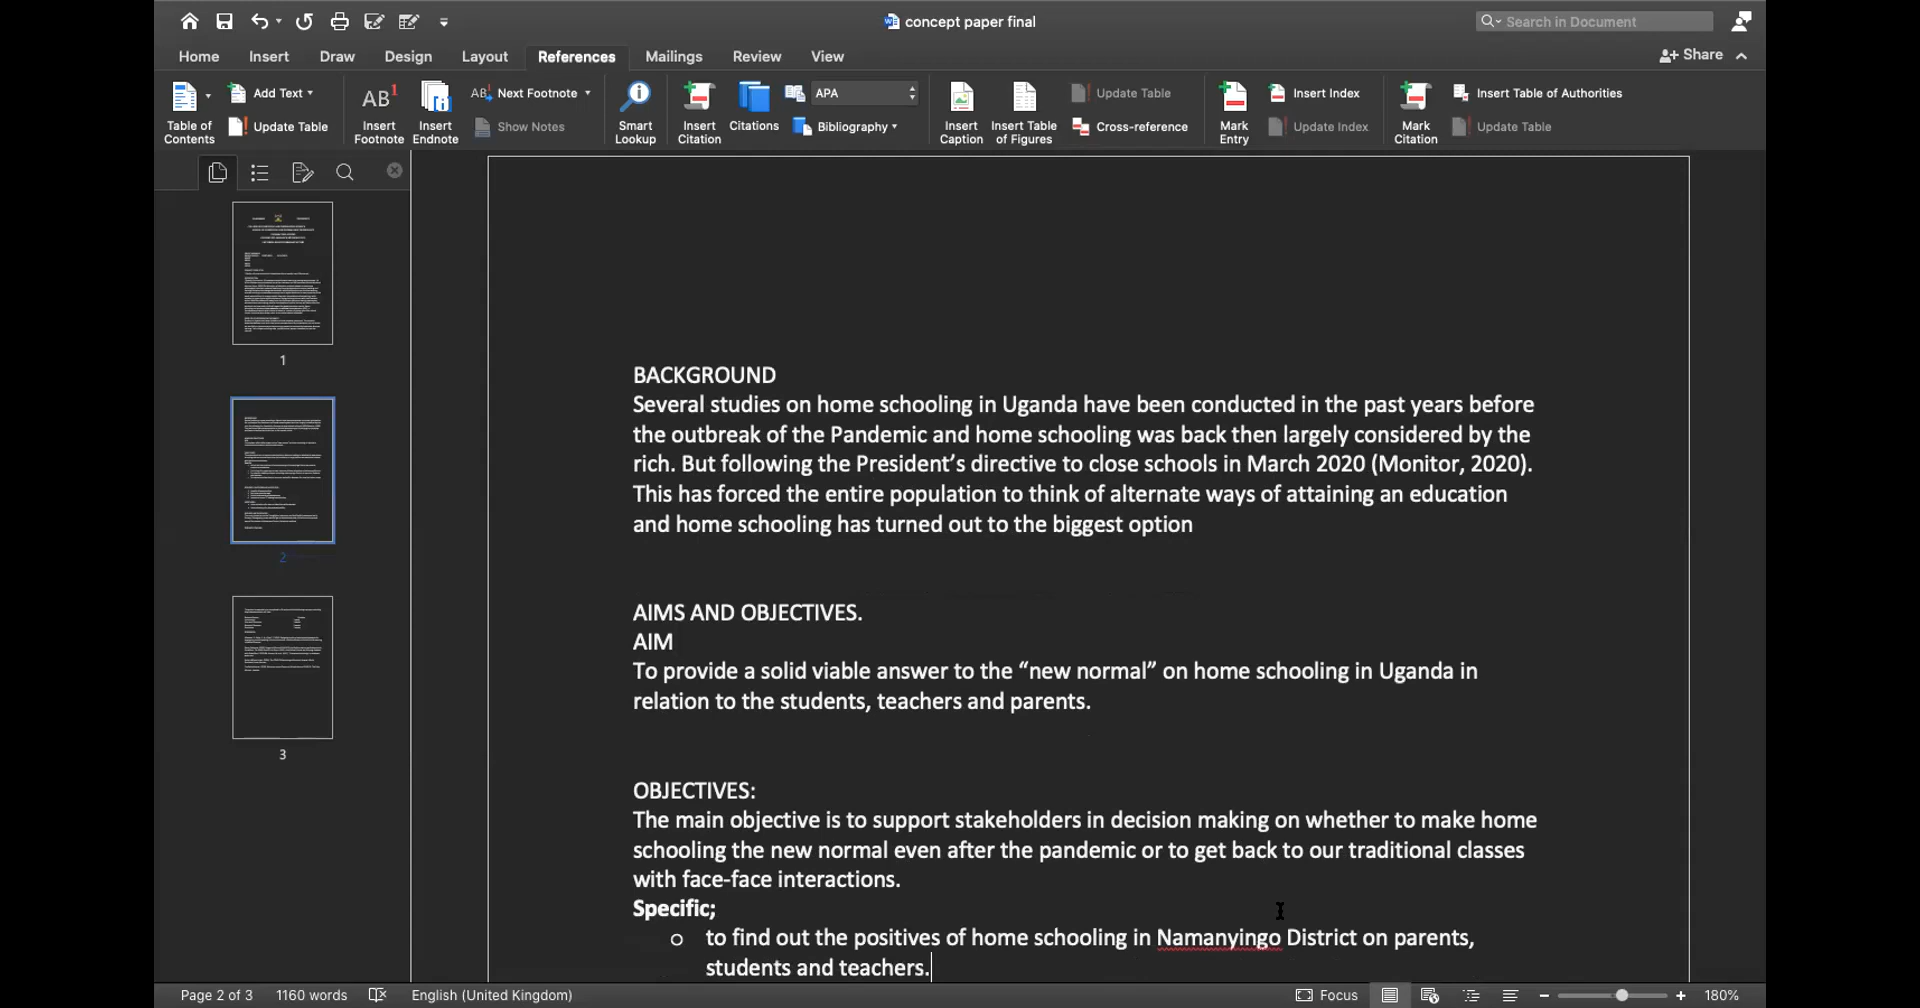 concept paper final
Search in Document
Home Insert Draw Design Layout References Mailings Review View
Share
Table of Contents
Add Text
Update Table
AB1
Insert Footnote
Insert Endnote
AB1 Next Footnote
Show Notes
Smart Lookup
Insert Citation
Citations
APA
Bibliography
Insert Caption
Insert Table of Figures
Update Table
Cross-reference
Mark Entry
Insert Index
Update Index
Mark Citation
Insert Table of Authorities
Update Table
1
2
3
BACKGROUND
Several studies on home schooling in Uganda have been conducted in the past years before
the outbreak of the Pandemic and home schooling was back then largely considered by the
rich. But following the President’s directive to close schools in March 2020 (Monitor, 2020).
This has forced the entire population to think of alternate ways of attaining an education
and home schooling has turned out to the biggest option
AIMS AND OBJECTIVES.
AIM
To provide a solid viable answer to the “new normal” on home schooling in Uganda in
relation to the students, teachers and parents.
OBJECTIVES:
The main objective is to support stakeholders in decision making on whether to make home
schooling the new normal even after the pandemic or to get back to our traditional classes
with face-face interactions.
Specific;
o to find out the positives of home schooling in Namanyingo District on parents,
students and teachers.
Page 2 of 3 1160 words English (United Kingdom) Focus 180%